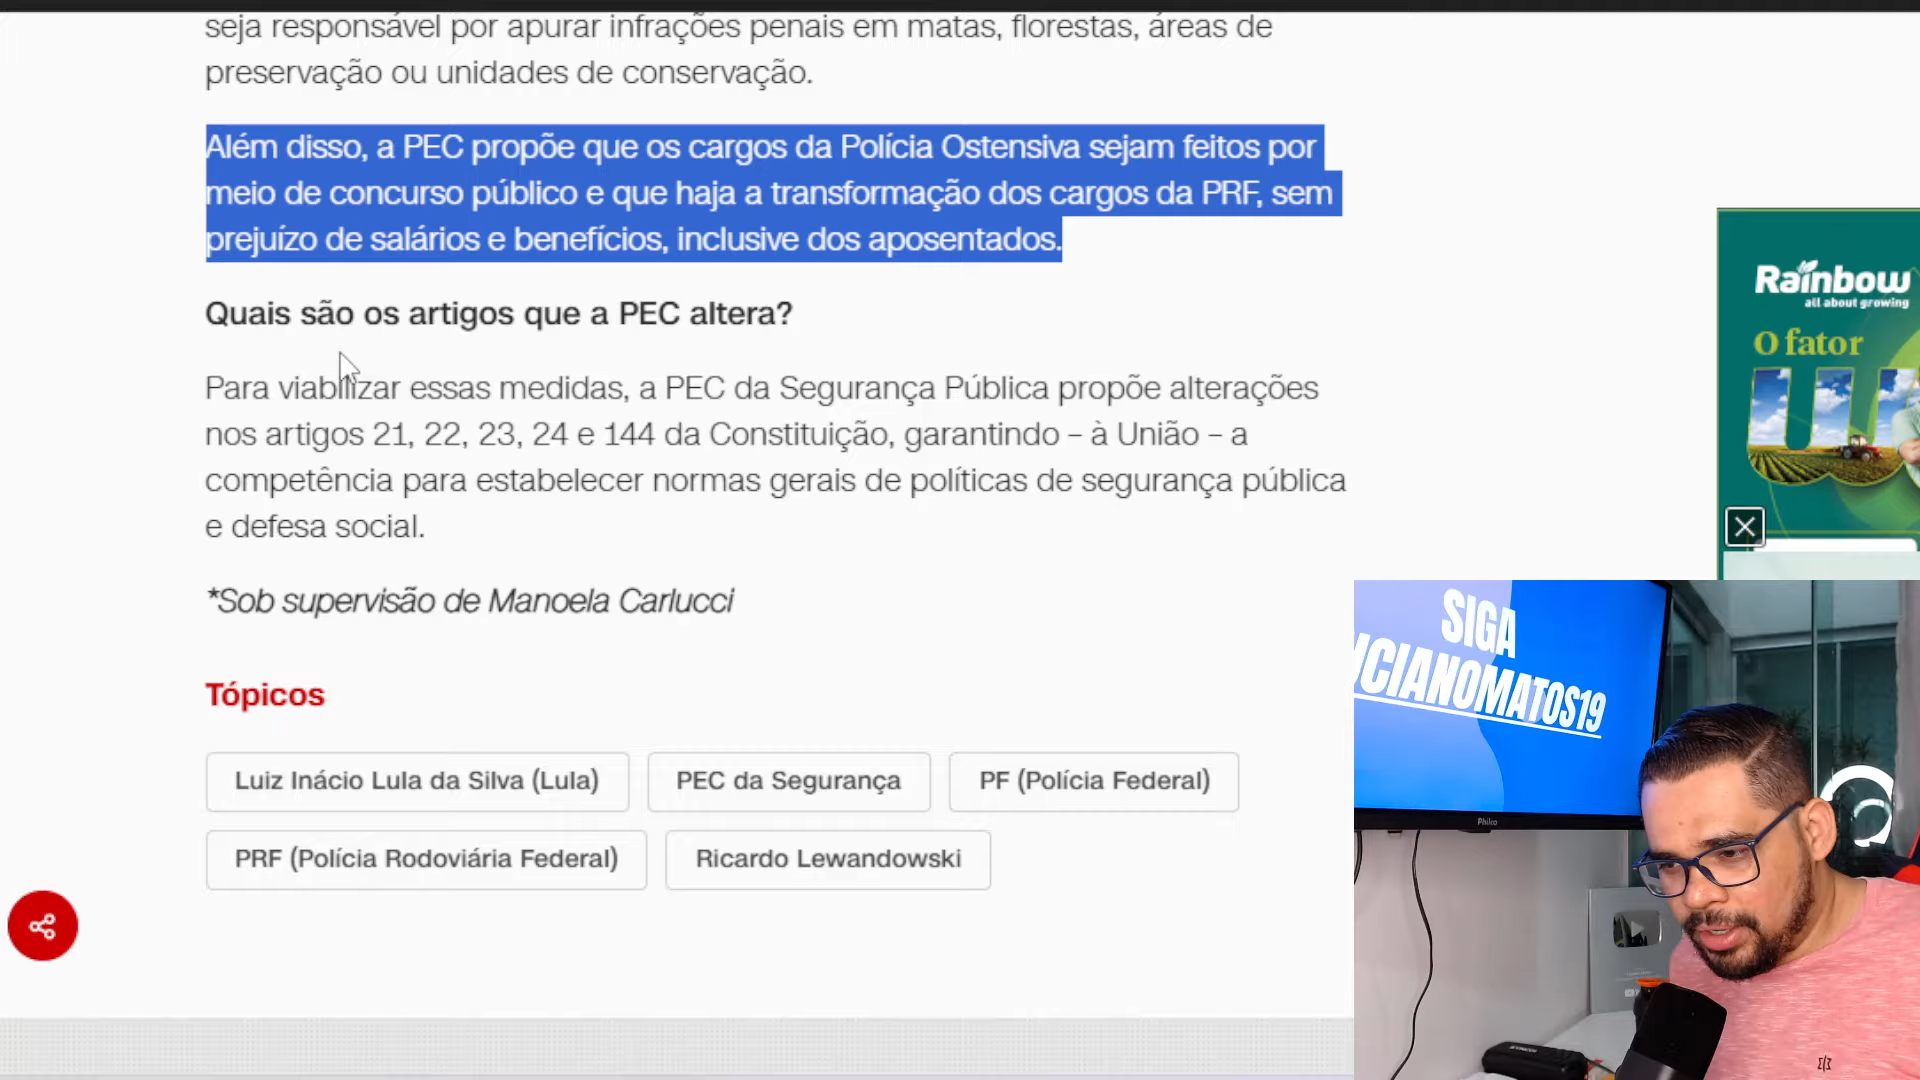 seja responsável por apurar infrações penais em matas, florestas, áreas de
preservação ou unidades de conservação.
Além disso, a PEC propõe que os cargos da Polícia Ostensiva sejam feitos por
meio de concurso público e que haja a transformação dos cargos da PRF, sem
prejuízo de salários e benefícios, inclusive dos aposentados.
Quais são os artigos que a PEC altera?
Para viabilizar essas medidas, a PEC da Segurança Pública propõe alterações
nos artigos 21, 22, 23, 24 e 144 da Constituição, garantindo – à União – a
competência para estabelecer normas gerais de políticas de segurança pública
e defesa social.
*Sob supervisão de Manoela Carlucci
Tópicos
Luiz Inácio Lula da Silva (Lula)
PEC da Segurança
PF (Polícia Federal)
PRF (Polícia Rodoviária Federal)
Ricardo Lewandowski
Rainbow
all about growing
O fator
SIGA
UCIANOMATOS19
Philco